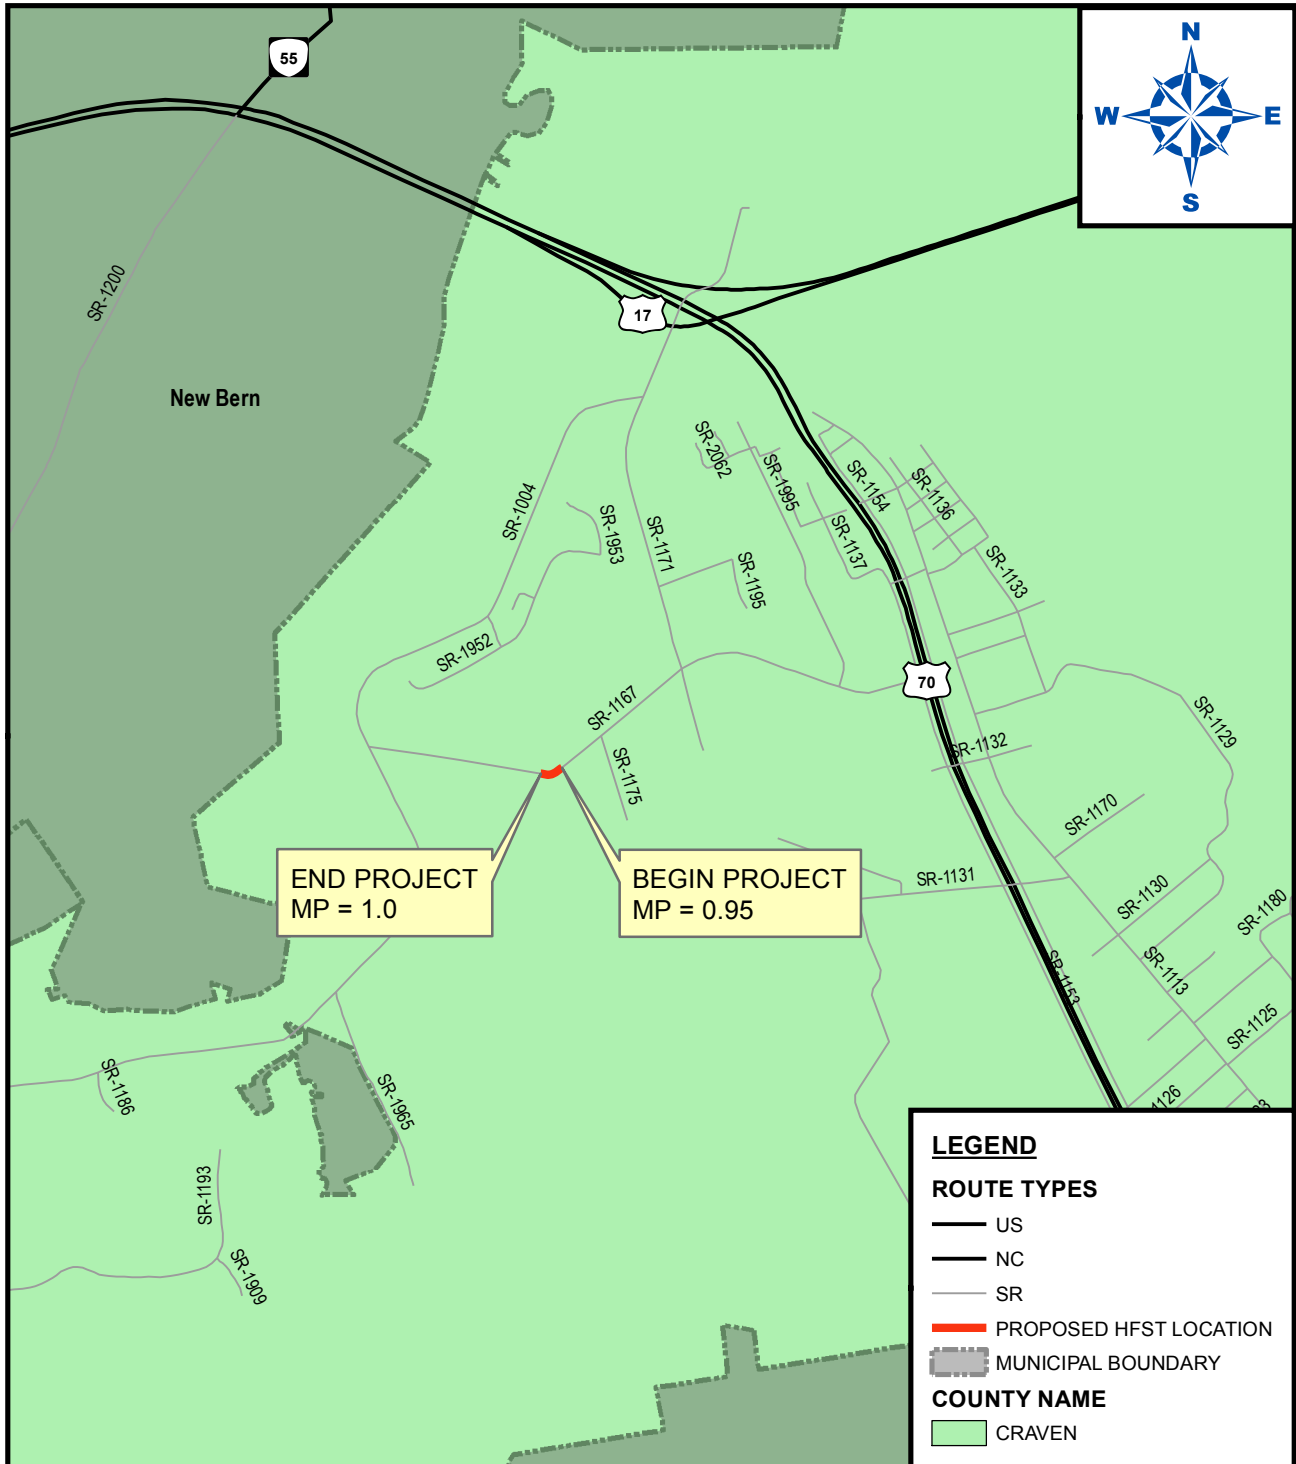 N
W
E
S
55
17
70
New Bern
SR-1200
SR-1004
SR-1953
SR-1171
SR-1195
SR-2062
SR-1995
SR-1137
SR-1154
SR-1136
SR-1133
SR-1952
SR-1167
SR-1175
SR-1132
SR-1129
SR-1170
SR-1131
SR-1130
SR-1180
SR-1113
SR-1153
SR-1125
1126
END PROJECT
MP = 1.0
BEGIN PROJECT
MP = 0.95
SR-1186
SR-1965
SR-1193
SR-1909
LEGEND
ROUTE TYPES
US
NC
SR
PROPOSED HFST LOCATION
MUNICIPAL BOUNDARY
COUNTY NAME
CRAVEN